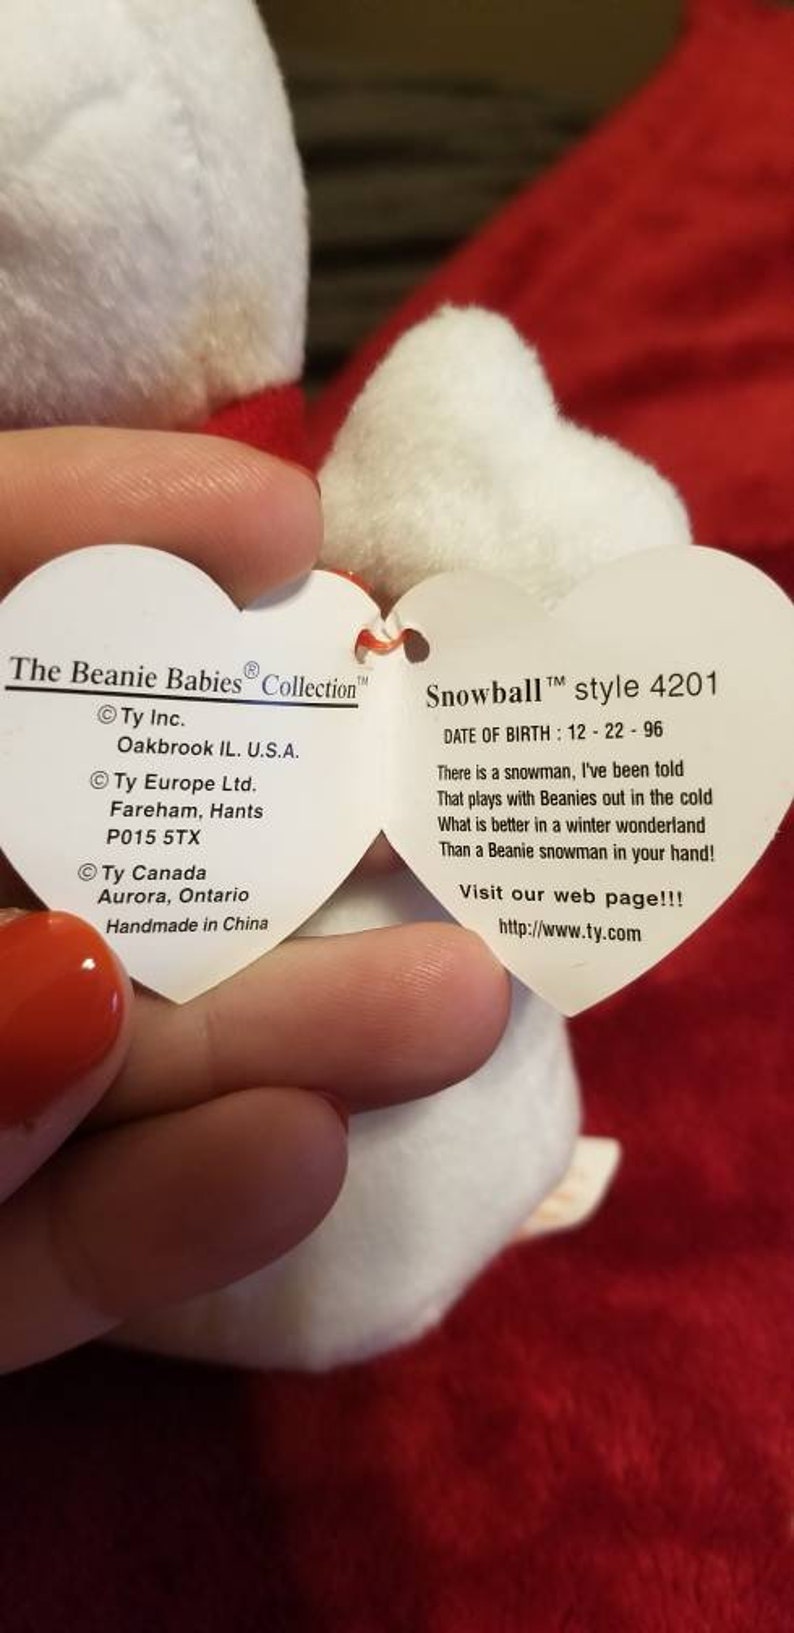 The Beanie Babies® Collection™
© Ty Inc.
Oakbrook IL. U.S.A.
© Ty Europe Ltd.
Fareham, Hants
P015 5TX
© Ty Canada
Aurora, Ontario
Handmade in China
Snowball™ style 4201
DATE OF BIRTH : 12 - 22 - 96
There is a snowman, I've been told
That plays with Beanies out in the cold
What is better in a winter wonderland
Than a Beanie snowman in your hand!
Visit our web page!!!
http://www.ty.com